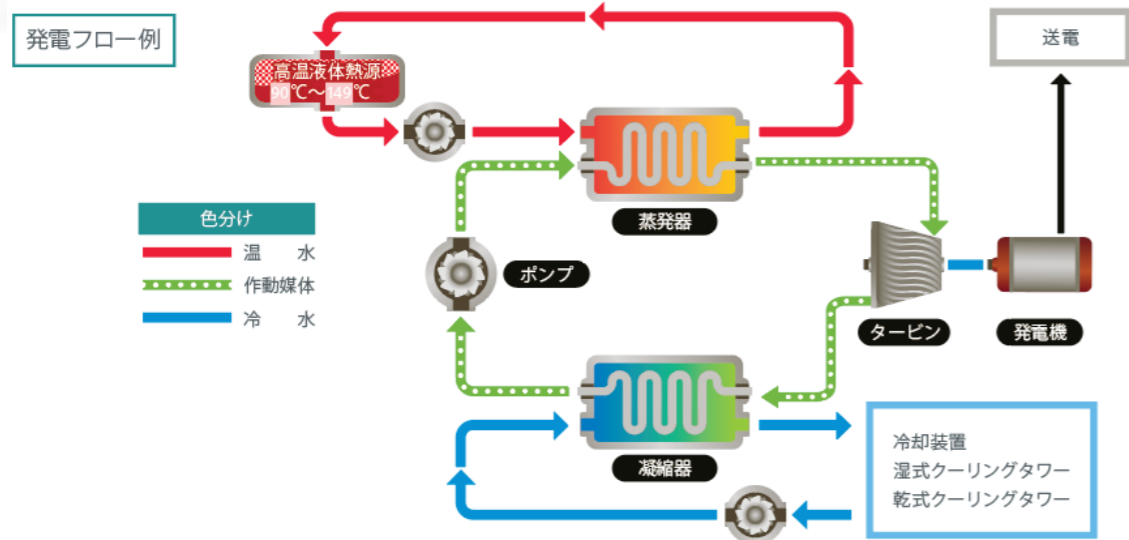 発電フロー例
送電
高温液体熱源
90℃～149℃
蒸発器
色分け
温　水
作動媒体
冷　水
ポンプ
タービン
発電機
凝縮器
冷却装置
湿式クーリングタワー
乾式クーリングタワー